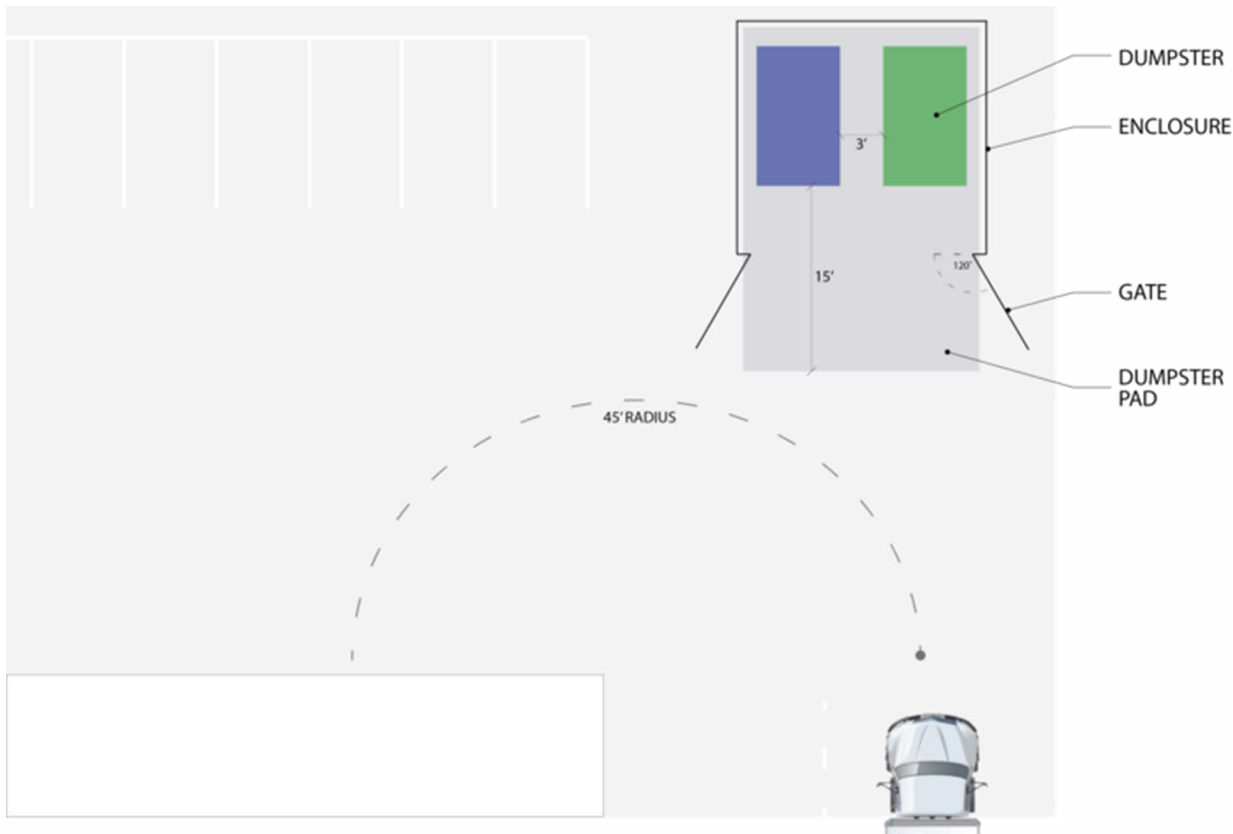 DUMPSTER
ENCLOSURE
3'
120°
15'
GATE
DUMPSTER
PAD
45' RADIUS